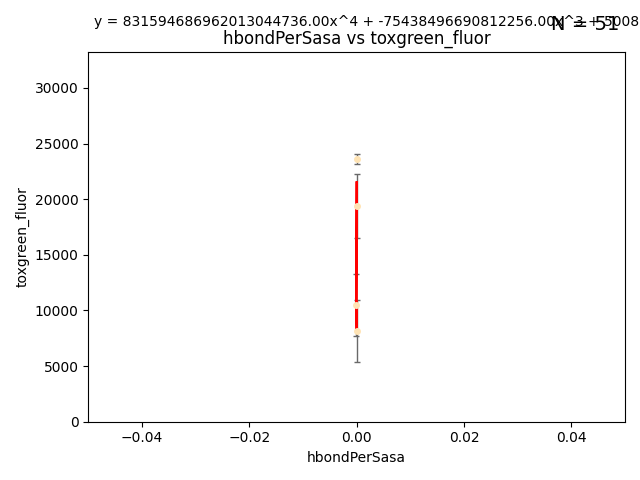 y = 831594686962013044736.00x^4 + -75438496690812256.00x^3 + 5008
N = 51
hbondPerSasa vs toxgreen_fluor
30000
25000
20000
15000
10000
5000
0
toxgreen_fluor
−0.04 −0.02 0.00 0.02 0.04
hbondPerSasa